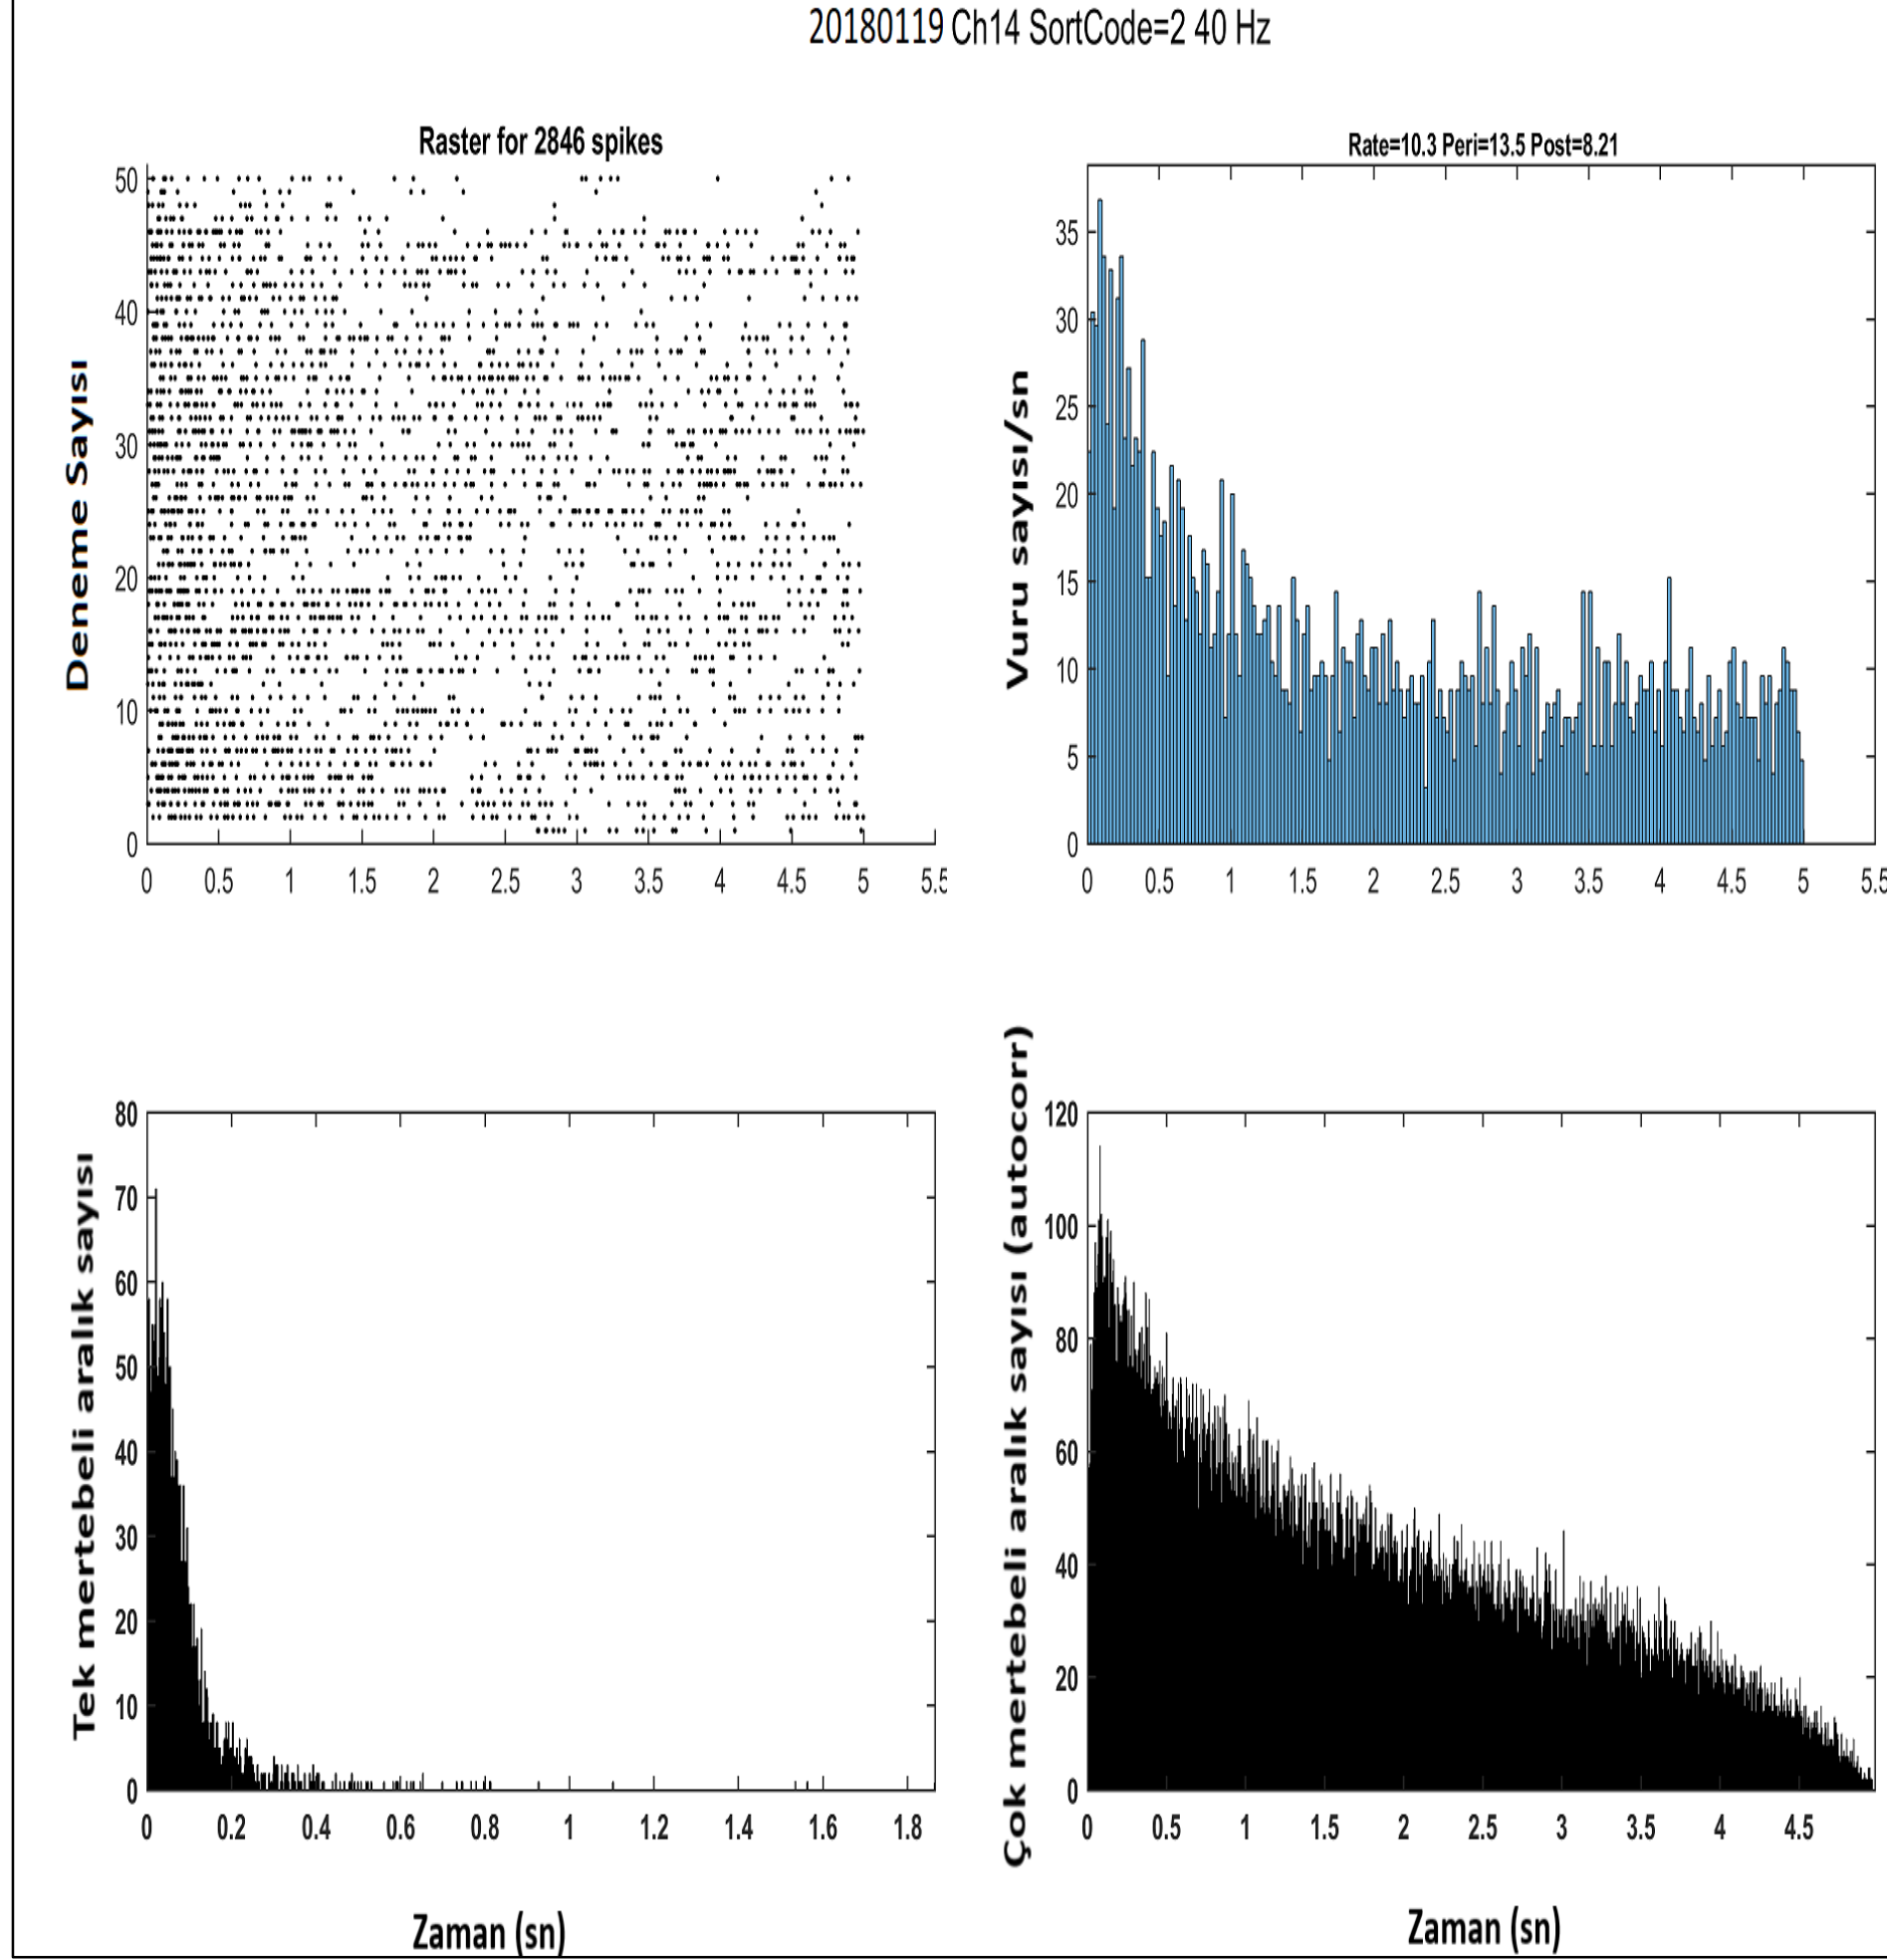 20180119 Ch14 SortCode=2 40 Hz
Raster for 2846 spikes
Deneme Sayısı
50
40
30
20
10
0
0 0.5 1 1.5 2 2.5 3 3.5 4 4.5 5 5.5
Rate=10.3 Peri=13.5 Post=8.21
Vuru sayısı/sn
35
30
25
20
15
10
5
0
0 0.5 1 1.5 2 2.5 3 3.5 4 4.5 5 5.5
Tek mertebeli aralık sayısı
80
70
60
50
40
30
20
10
0
0 0.2 0.4 0.6 0.8 1 1.2 1.4 1.6 1.8
Zaman (sn)
Çok mertebeli aralık sayısı (autocorr)
120
100
80
60
40
20
0
0 0.5 1 1.5 2 2.5 3 3.5 4 4.5
Zaman (sn)